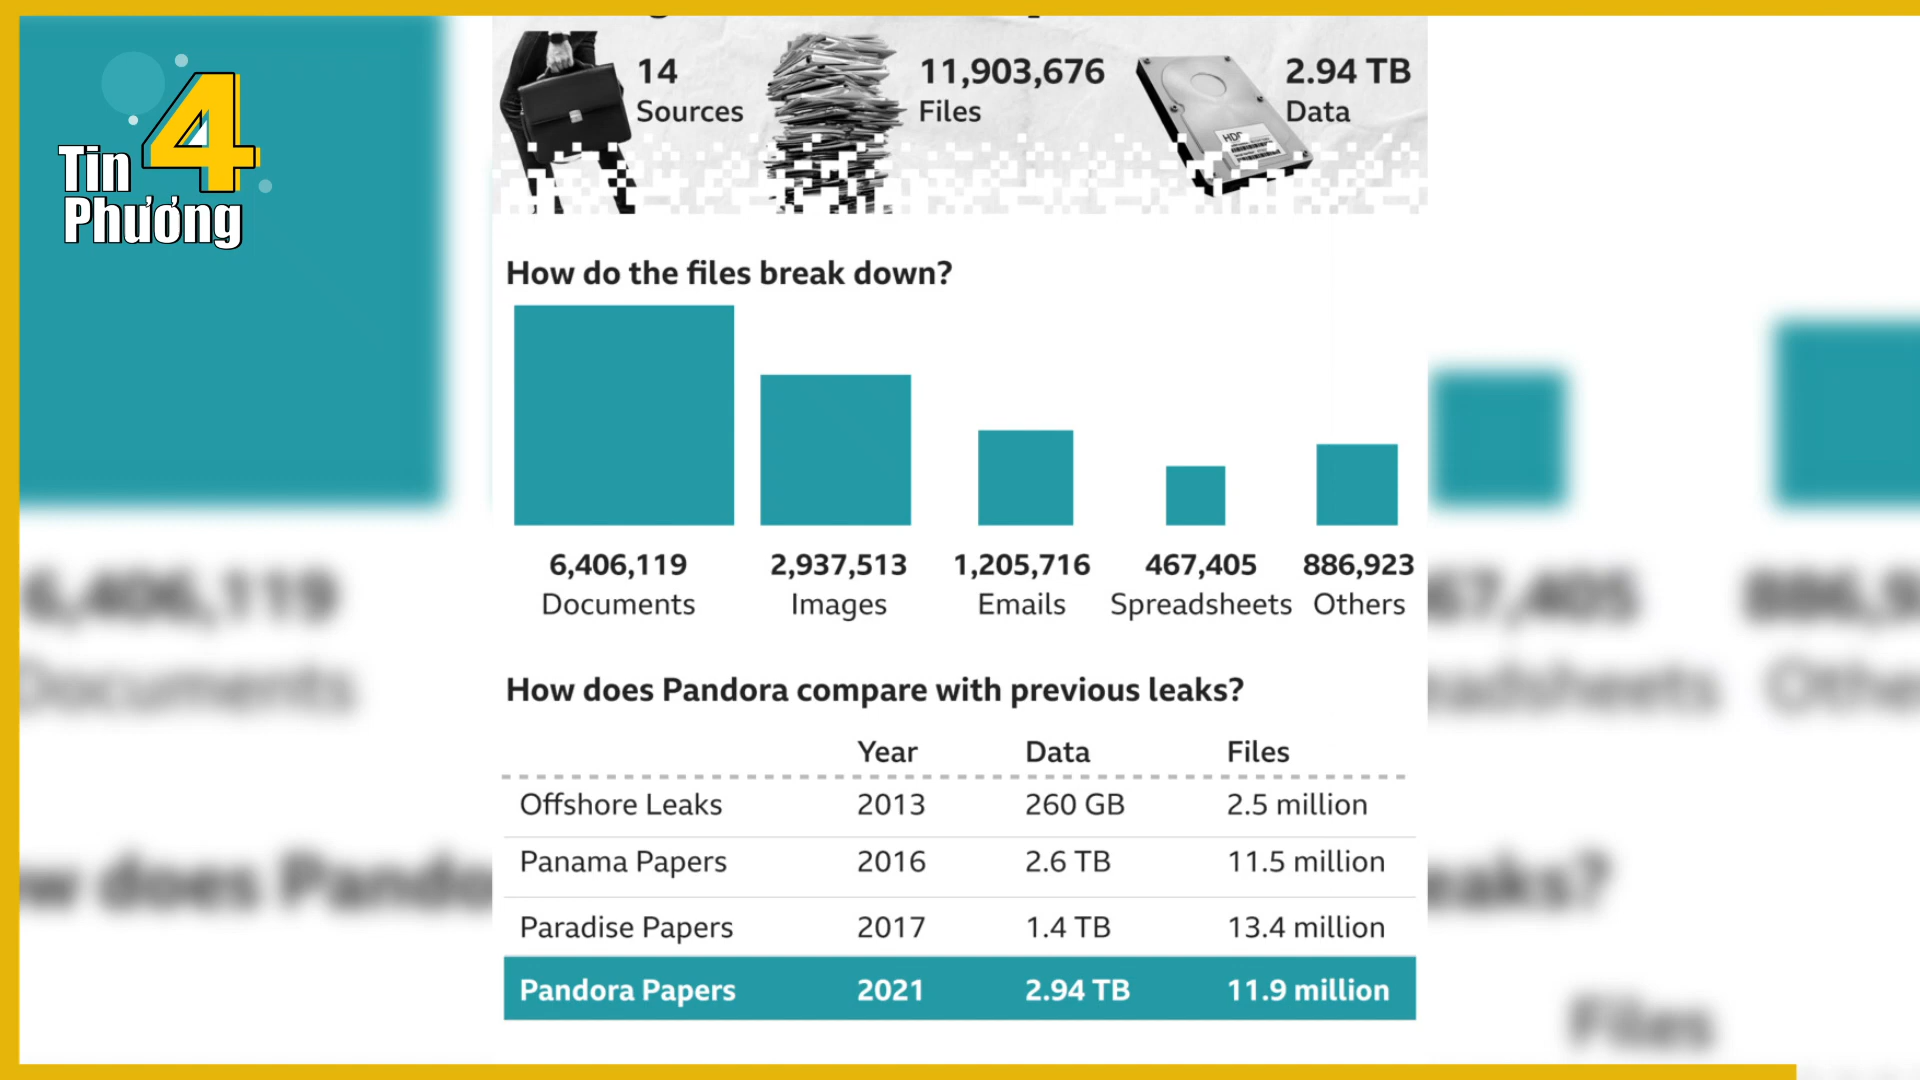 Tin 4
Phương
14
Sources
11,903,676
Files
2.94 TB
Data
How do the files break down?
6,406,119
Documents
2,937,513
Images
1,205,716
Emails
467,405
Spreadsheets
886,923
Others
How does Pandora compare with previous leaks?
Year Data Files
Offshore Leaks 2013 260 GB 2.5 million
Panama Papers 2016 2.6 TB 11.5 million
Paradise Papers 2017 1.4 TB 13.4 million
Pandora Papers 2021 2.94 TB 11.9 million